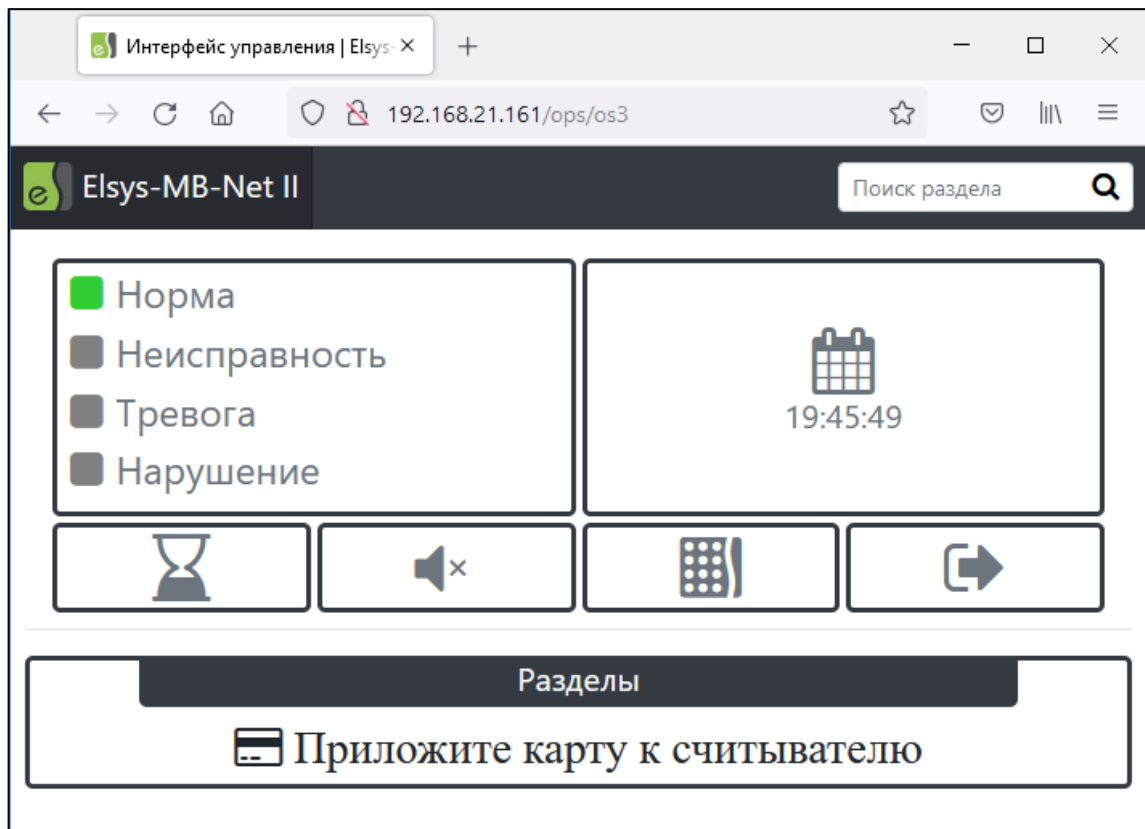 Интерфейс управления | Elsys-
192.168.21.161/ops/os3
Elsys-MB-Net II
Поиск раздела
Норма
Неисправность
Тревога
Нарушение
19:45:49
Разделы
Приложите карту к считывателю